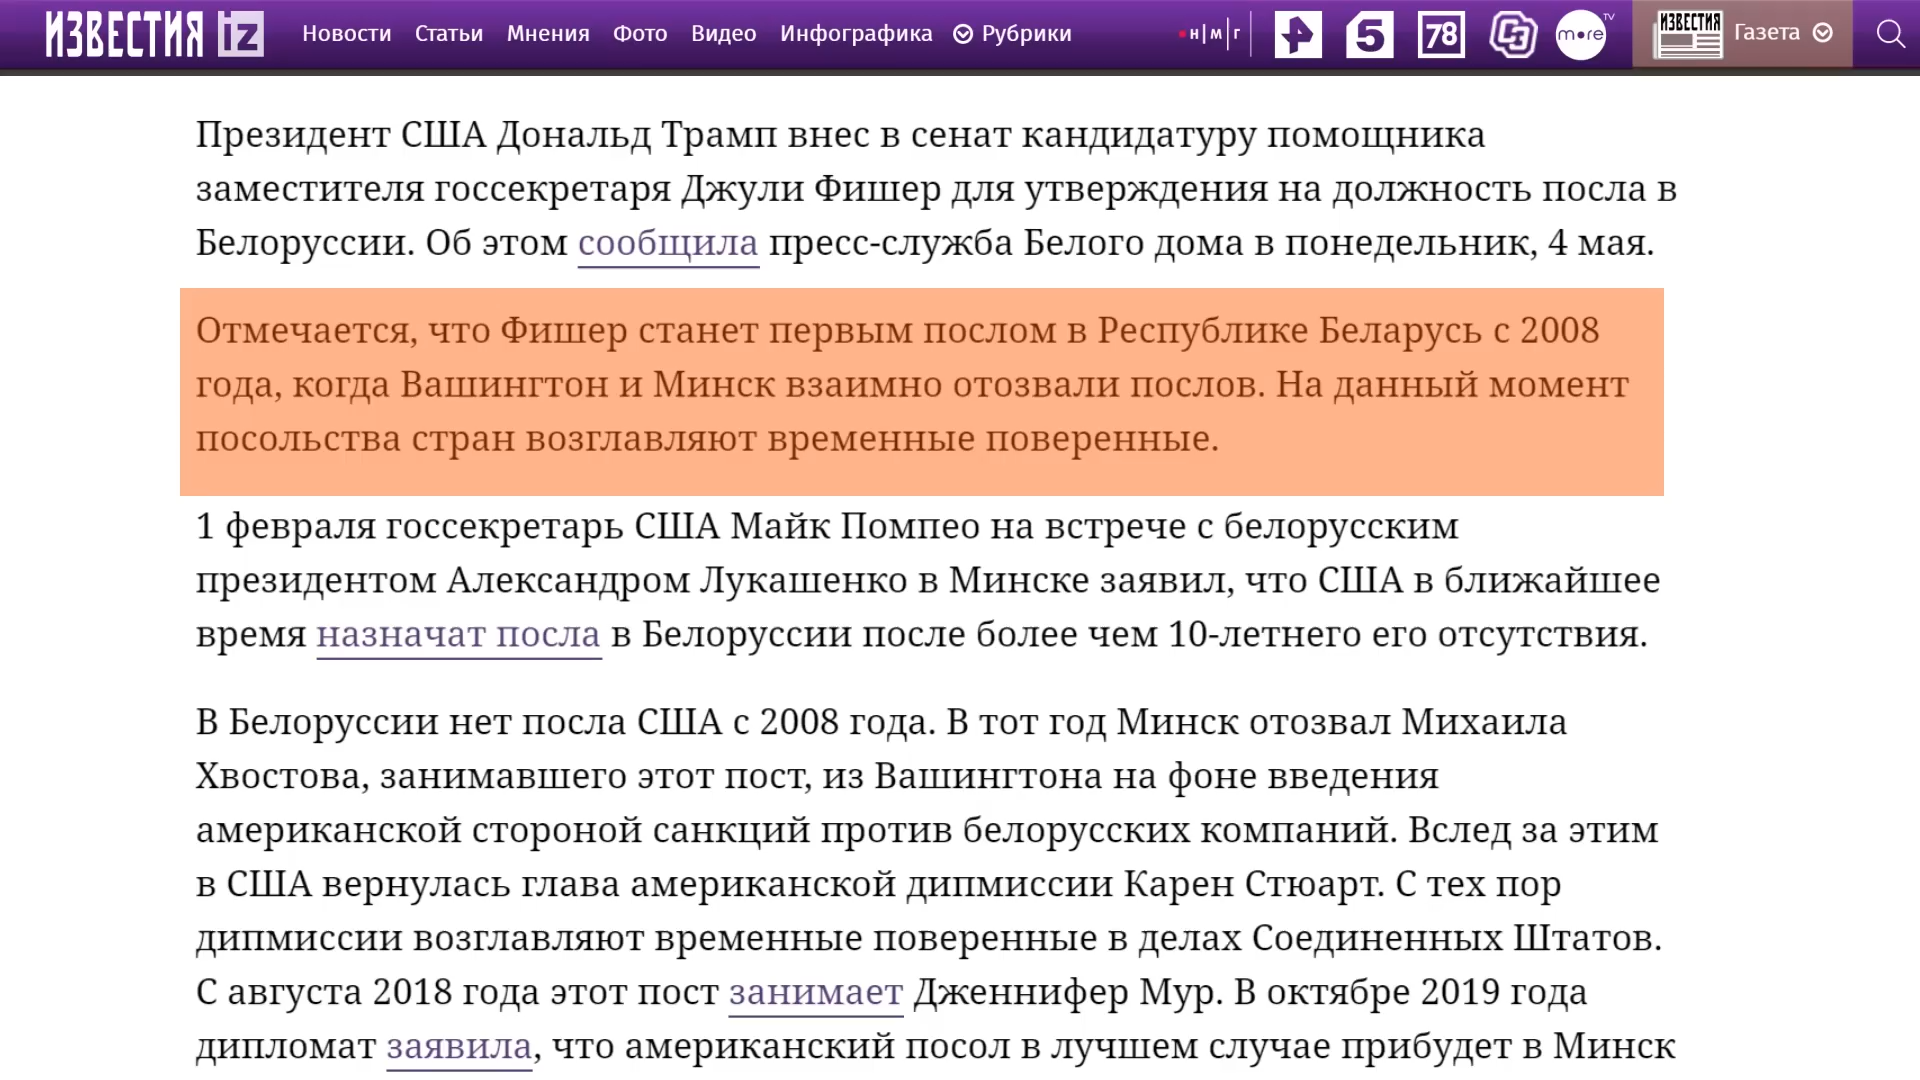 ИЗВЕСТИЯ iz Новости Статьи Мнения Фото Видео Инфографика Рубрики н|м|г 5 78 more TV ИЗВЕСТИЯ Газета
Президент США Дональд Трамп внес в сенат кандидатуру помощника
заместителя госсекретаря Джули Фишер для утверждения на должность посла в
Белоруссии. Об этом сообщила пресс-служба Белого дома в понедельник, 4 мая.
Отмечается, что Фишер станет первым послом в Республике Беларусь с 2008
года, когда Вашингтон и Минск взаимно отозвали послов. На данный момент
посольства стран возглавляют временные поверенные.
1 февраля госсекретарь США Майк Помпео на встрече с белорусским
президентом Александром Лукашенко в Минске заявил, что США в ближайшее
время назначат посла в Белоруссии после более чем 10-летнего его отсутствия.
В Белоруссии нет посла США с 2008 года. В тот год Минск отозвал Михаила
Хвостова, занимавшего этот пост, из Вашингтона на фоне введения
американской стороной санкций против белорусских компаний. Вслед за этим
в США вернулась глава американской дипмиссии Карен Стюарт. С тех пор
дипмиссии возглавляют временные поверенные в делах Соединенных Штатов.
С августа 2018 года этот пост занимает Дженнифер Мур. В октябре 2019 года
дипломат заявила, что американский посол в лучшем случае прибудет в Минск